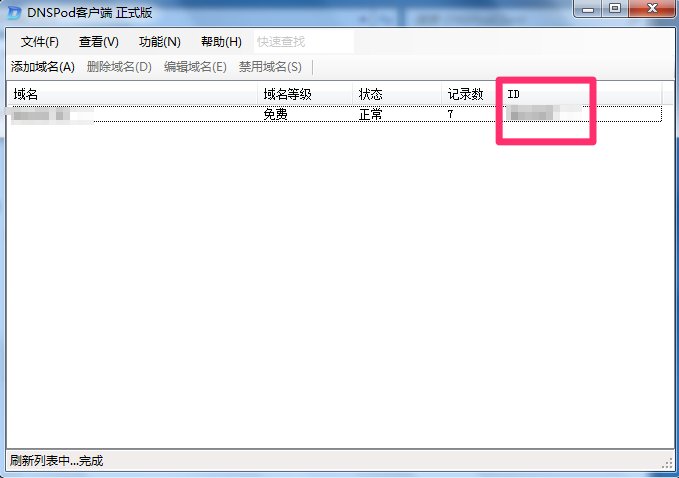 DNSPod客户端 正式版
文件(F) 查看(V) 功能(N) 帮助(H) 快速查找
添加域名(A) 删除域名(D) 编辑域名(E) 禁用域名(S)
域名 域名等级 状态 记录数 ID
免费 正常 7
刷新列表中...完成